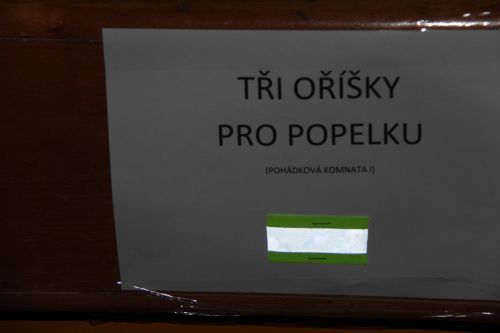 TŘI OŘÍŠKY
PRO POPELKU
(POHÁDKOVÁ KOMNATA I)